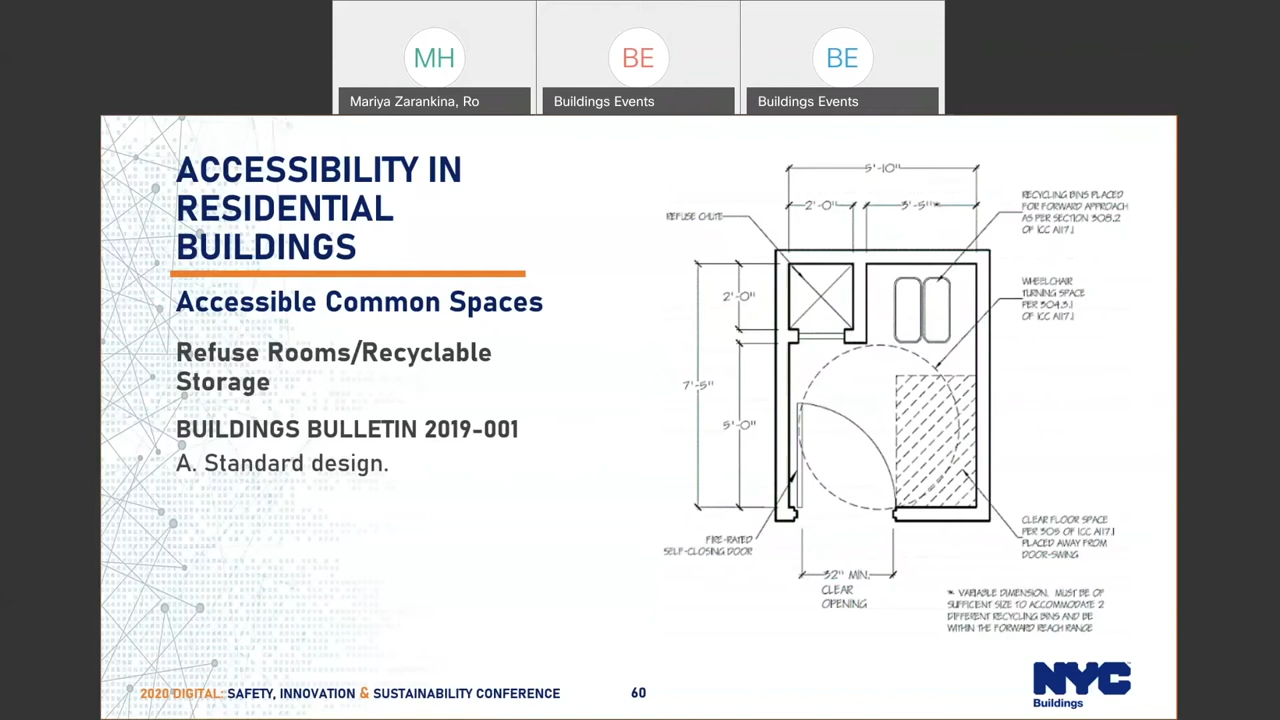 MH
BE
BE
Mariya Zarankina, Ro
Buildings Events
Buildings Events
ACCESSIBILITY IN
RESIDENTIAL
BUILDINGS
Accessible Common Spaces
Refuse Rooms/Recyclable
Storage
BUILDINGS BULLETIN 2019-001
A. Standard design.
5'-10"
2'-0"
3'-5"*
REFUSE CHUTE
RECYCLING BINS PLACED
FOR FORWARD APPROACH
AS PER SECTION 308.2
OF ICC A117.1
2'-0"
WHEELCHAIR
TURNING SPACE
PER 304.3.1
OF ICC A117.1
7'-5"
5'-0"
FIRE-RATED
SELF-CLOSING DOOR
CLEAR FLOOR SPACE
PER 305 OF ICC A117.1
PLACED AWAY FROM
DOOR-SWING
32" MIN.
CLEAR
OPENING
* VARIABLE DIMENSION. MUST BE OF
SUFFICENT SIZE TO ACCOMMODATE 2
DIFFERENT RECYCLING BINS AND BE
WITHIN THE FORWARD REACH RANGE
2020 DIGITAL: SAFETY, INNOVATION & SUSTAINABILITY CONFERENCE
60
NYC
Buildings